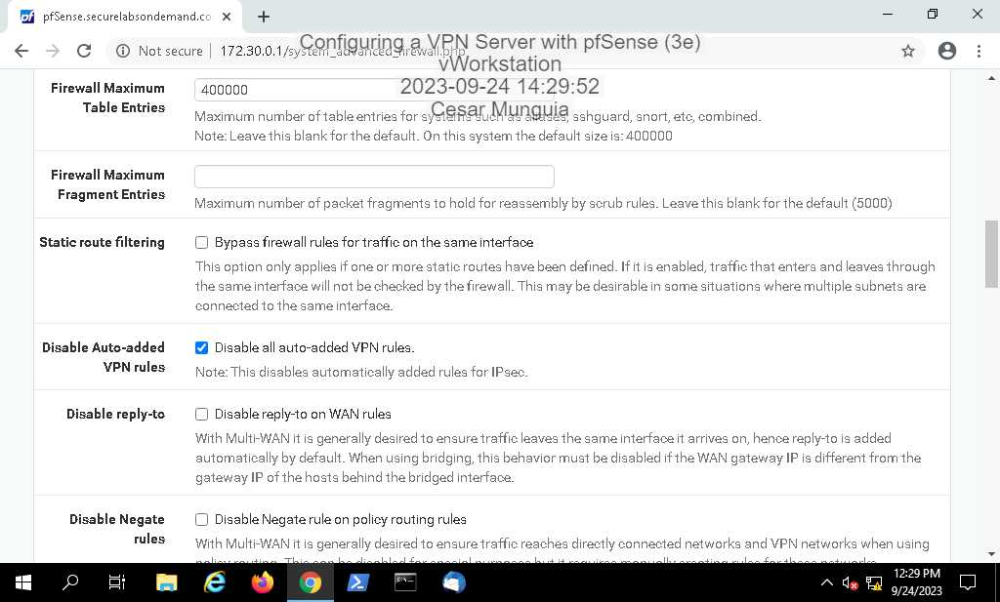 pfSense.securelabsondemand.co
Not secure
172.30.0.1/system_advanced_firewall.php
Configuring a VPN Server with pfSense (3e)
vWorkstation
2023-09-24 14:29:52
Cesar Munguia
Firewall Maximum
Table Entries
400000
Maximum number of table entries for systems such as aliases, sshguard, snort, etc, combined.
Note: Leave this blank for the default. On this system the default size is: 400000
Firewall Maximum
Fragment Entries
Maximum number of packet fragments to hold for reassembly by scrub rules. Leave this blank for the default (5000)
Static route filtering
Bypass firewall rules for traffic on the same interface
This option only applies if one or more static routes have been defined. If it is enabled, traffic that enters and leaves through
the same interface will not be checked by the firewall. This may be desirable in some situations where multiple subnets are
connected to the same interface.
Disable Auto-added
VPN rules
Disable all auto-added VPN rules.
Note: This disables automatically added rules for IPsec.
Disable reply-to
Disable reply-to on WAN rules
With Multi-WAN it is generally desired to ensure traffic leaves the same interface it arrives on, hence reply-to is added
automatically by default. When using bridging, this behavior must be disabled if the WAN gateway IP is different from the
gateway IP of the hosts behind the bridged interface.
Disable Negate
rules
Disable Negate rule on policy routing rules
With Multi-WAN it is generally desired to ensure traffic reaches directly connected networks and VPN networks when using
policy routing. This can be disabled for special purposes but it requires manually creating rules for these networks.
12:29 PM
9/24/2023